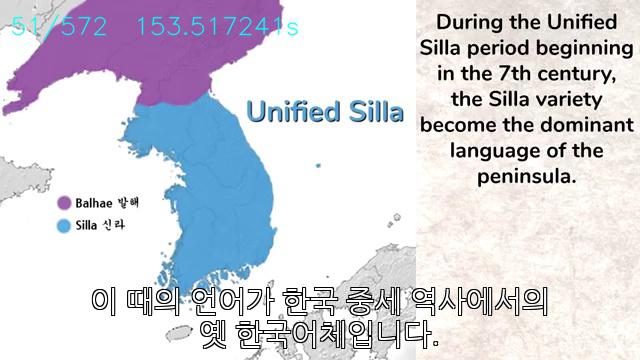 51/572 153.517241s
During the Unified
Silla period beginning
in the 7th century,
the Silla variety
become the dominant
language of the
peninsula.
Unified Silla
Balhae 발해
Silla 신라
이 때의 언어가 한국 중세 역사에서의
옛 한국어체입니다.